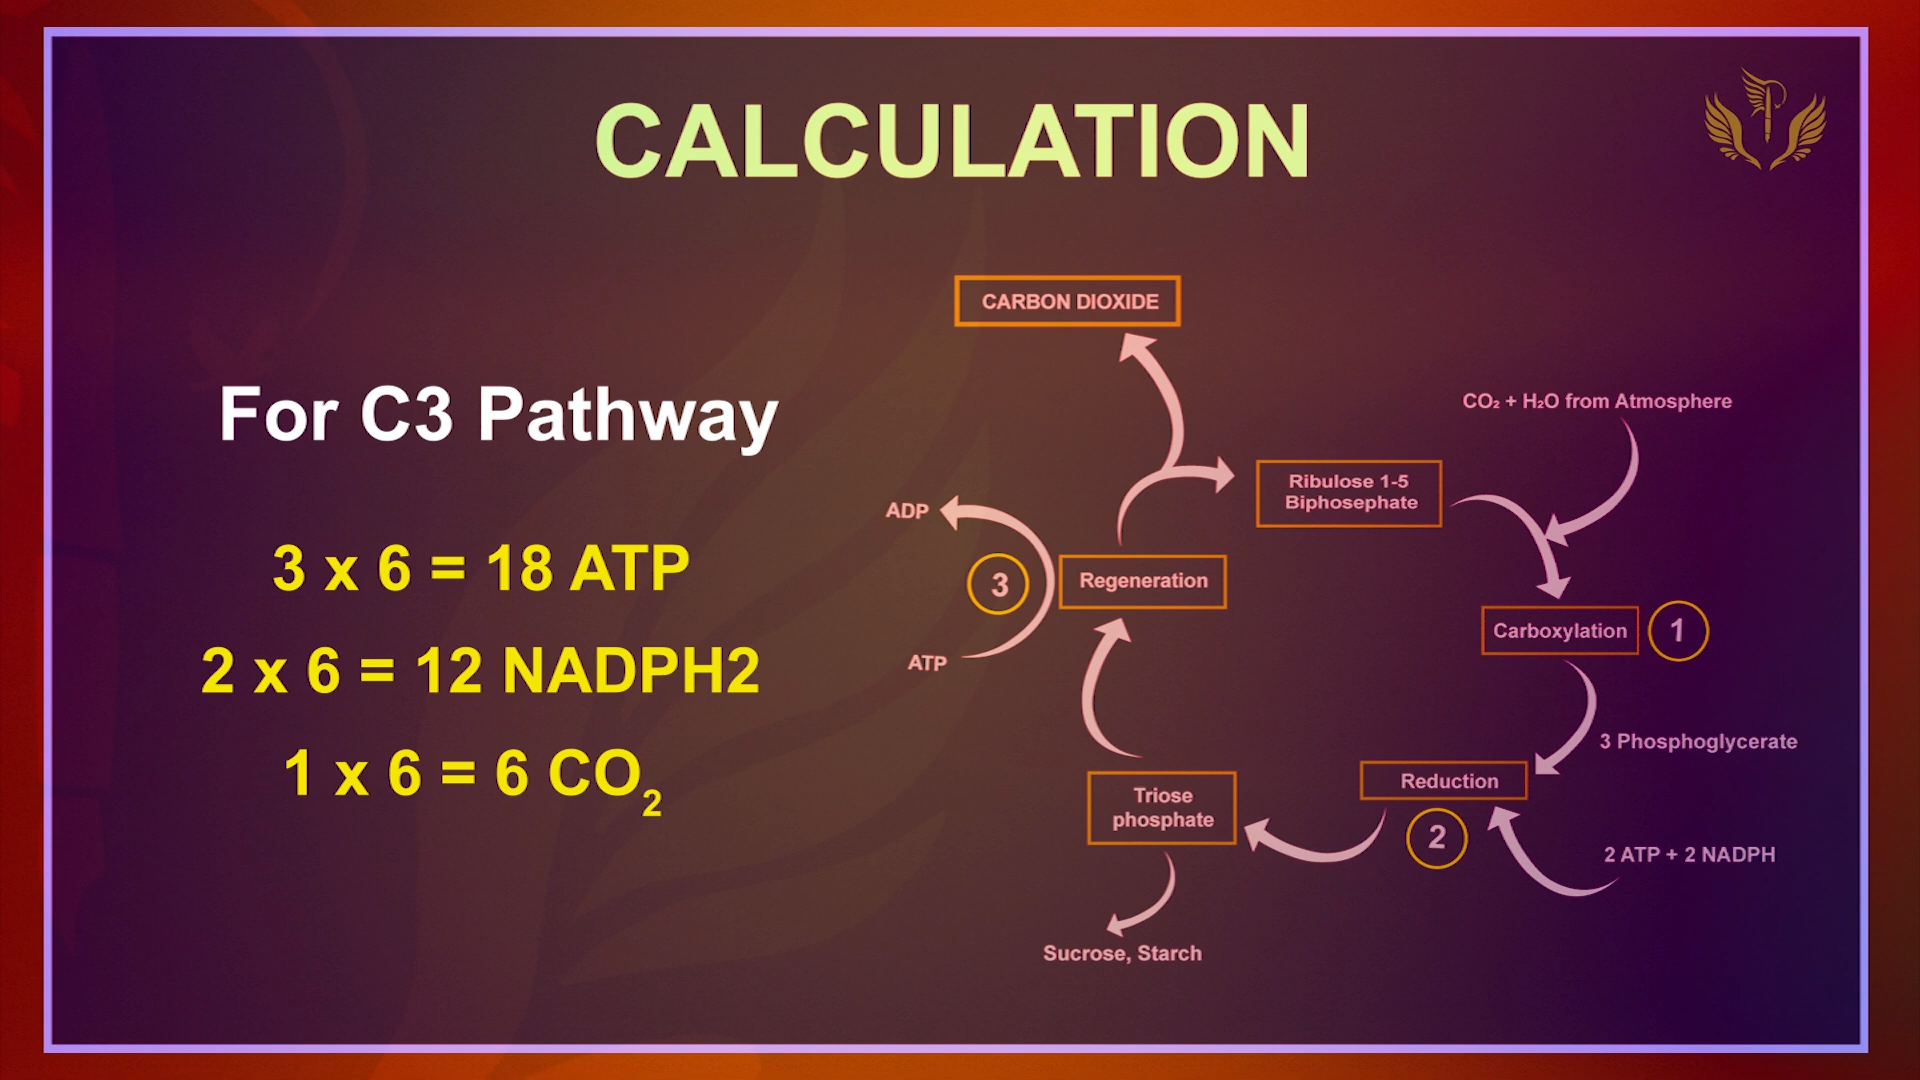 CALCULATION
For C3 Pathway
3 x 6 = 18 ATP
2 x 6 = 12 NADPH2
1 x 6 = 6 CO₂
CARBON DIOXIDE
CO₂ + H₂O from Atmosphere
Ribulose 1-5
Biphosephate
ADP
3
Regeneration
ATP
Carboxylation
1
3 Phosphoglycerate
Reduction
2
Triose
phosphate
2 ATP + 2 NADPH
Sucrose, Starch